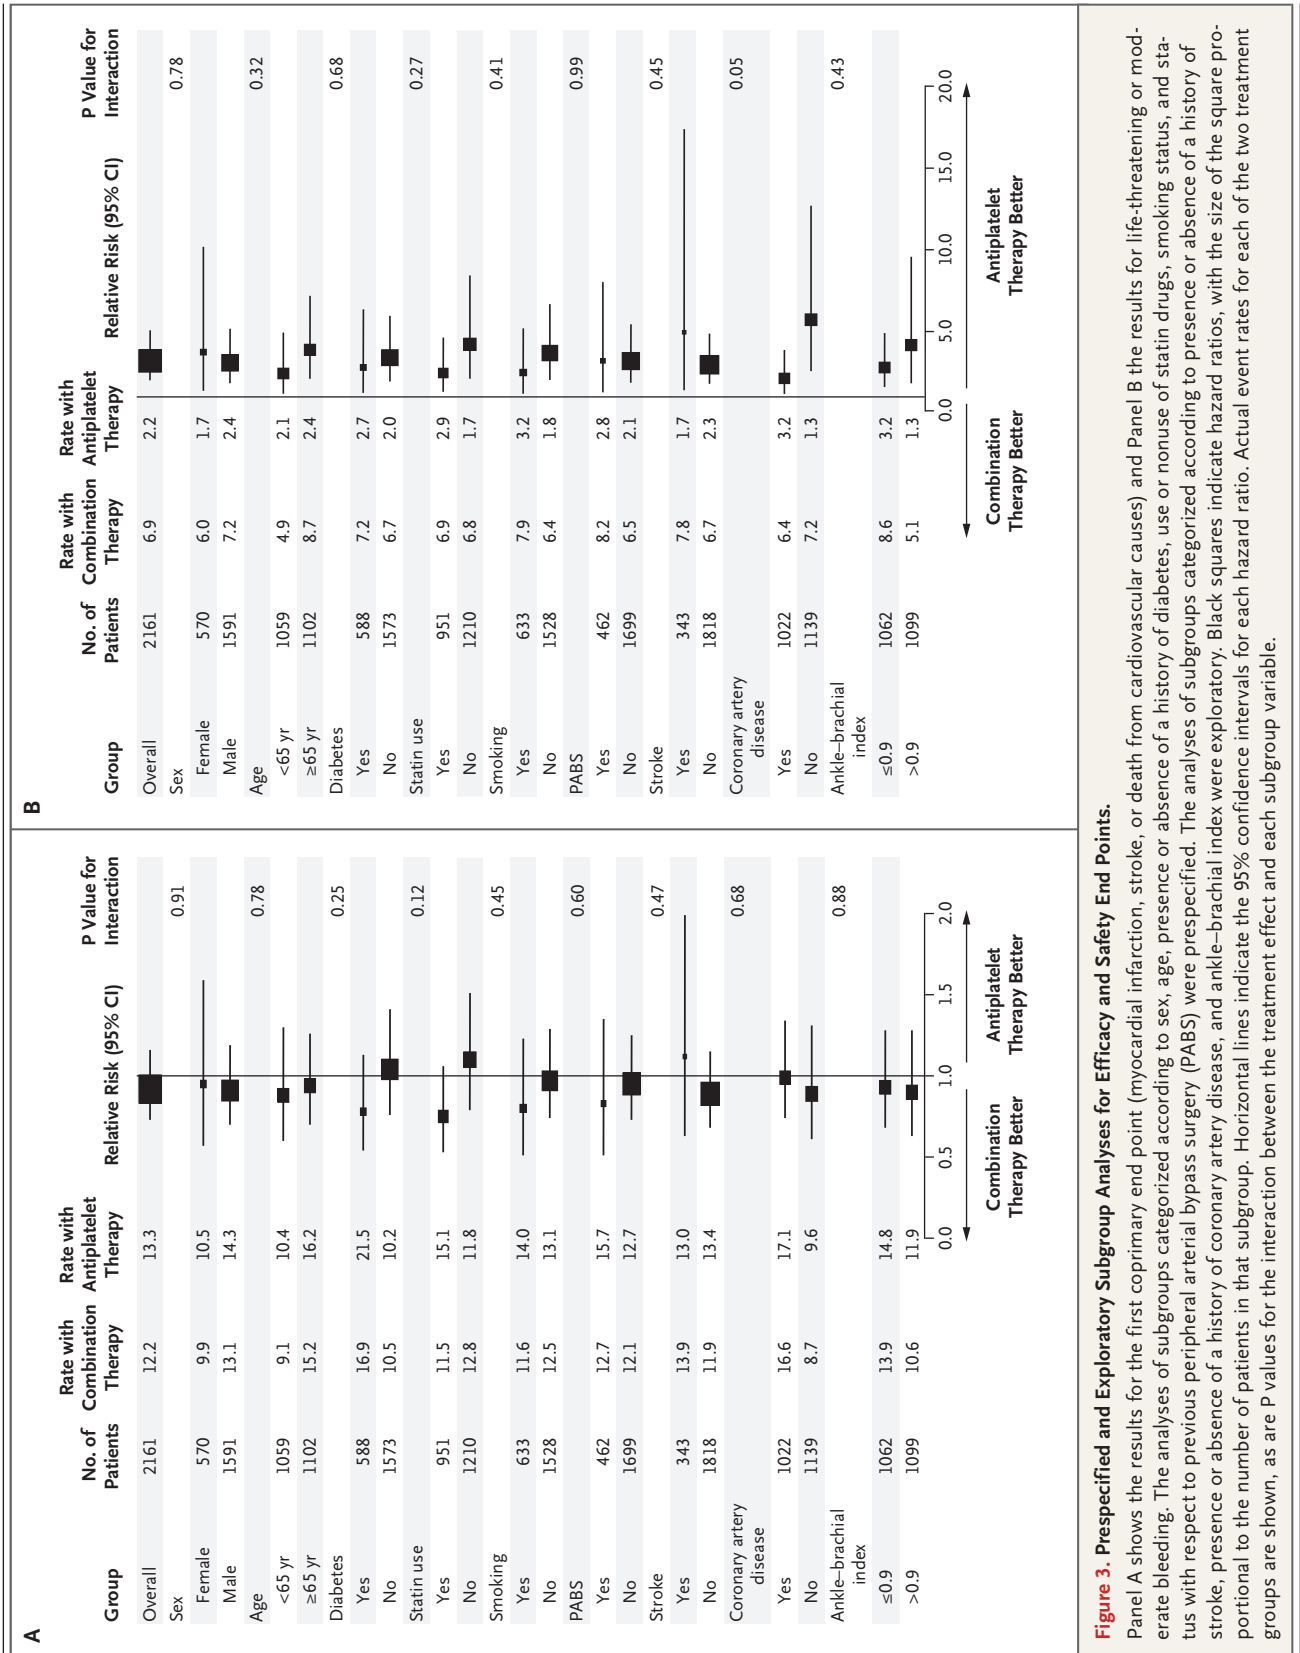 A
Group
No. of Patients
Rate with Combination Therapy
Rate with Antiplatelet Therapy
Relative Risk (95% CI)
P Value for Interaction
Overall 2161 12.2 13.3
Sex 0.91
Female 570 9.9 10.5
Male 1591 13.1 14.3
Age 0.78
<65 yr 1059 9.1 10.4
≥65 yr 1102 15.2 16.2
Diabetes 0.25
Yes 588 16.9 21.5
No 1573 10.5 10.2
Statin use 0.12
Yes 951 11.5 15.1
No 1210 12.8 11.8
Smoking 0.45
Yes 633 11.6 14.0
No 1528 12.5 13.1
PABS 0.60
Yes 462 12.7 15.7
No 1699 12.1 12.7
Stroke 0.47
Yes 343 13.9 13.0
No 1818 11.9 13.4
Coronary artery disease 0.68
Yes 1022 16.6 17.1
No 1139 8.7 9.6
Ankle–brachial index 0.88
≤0.9 1062 13.9 14.8
>0.9 1099 10.6 11.9
0.0 0.5 1.0 1.5 2.0
Combination Therapy Better
Antiplatelet Therapy Better
B
Group
No. of Patients
Rate with Combination Therapy
Rate with Antiplatelet Therapy
Relative Risk (95% CI)
P Value for Interaction
Overall 2161 6.9 2.2
Sex 0.78
Female 570 6.0 1.7
Male 1591 7.2 2.4
Age 0.32
<65 yr 1059 4.9 2.1
≥65 yr 1102 8.7 2.4
Diabetes 0.68
Yes 588 7.2 2.7
No 1573 6.7 2.0
Statin use 0.27
Yes 951 6.9 2.9
No 1210 6.8 1.7
Smoking 0.41
Yes 633 7.9 3.2
No 1528 6.4 1.8
PABS 0.99
Yes 462 8.2 2.8
No 1699 6.5 2.1
Stroke 0.45
Yes 343 7.8 1.7
No 1818 6.7 2.3
Coronary artery disease 0.05
Yes 1022 6.4 3.2
No 1139 7.2 1.3
Ankle–brachial index 0.43
≤0.9 1062 8.6 3.2
>0.9 1099 5.1 1.3
0.0 5.0 10.0 15.0 20.0
Combination Therapy Better
Antiplatelet Therapy Better
Figure 3. Prespecified and Exploratory Subgroup Analyses for Efficacy and Safety End Points.
Panel A shows the results for the first coprimary end point (myocardial infarction, stroke, or death from cardiovascular causes) and Panel B the results for life-threatening or mod-
erate bleeding. The analyses of subgroups categorized according to sex, age, presence or absence of a history of diabetes, use or nonuse of statin drugs, smoking status, and sta-
tus with respect to previous peripheral arterial bypass surgery (PABS) were prespecified. The analyses of subgroups categorized according to presence or absence of a history of
stroke, presence or absence of a history of coronary artery disease, and ankle–brachial index were exploratory. Black squares indicate hazard ratios, with the size of the square pro-
portional to the number of patients in that subgroup. Horizontal lines indicate the 95% confidence intervals for each hazard ratio. Actual event rates for each of the two treatment
groups are shown, as are P values for the interaction between the treatment effect and each subgroup variable.